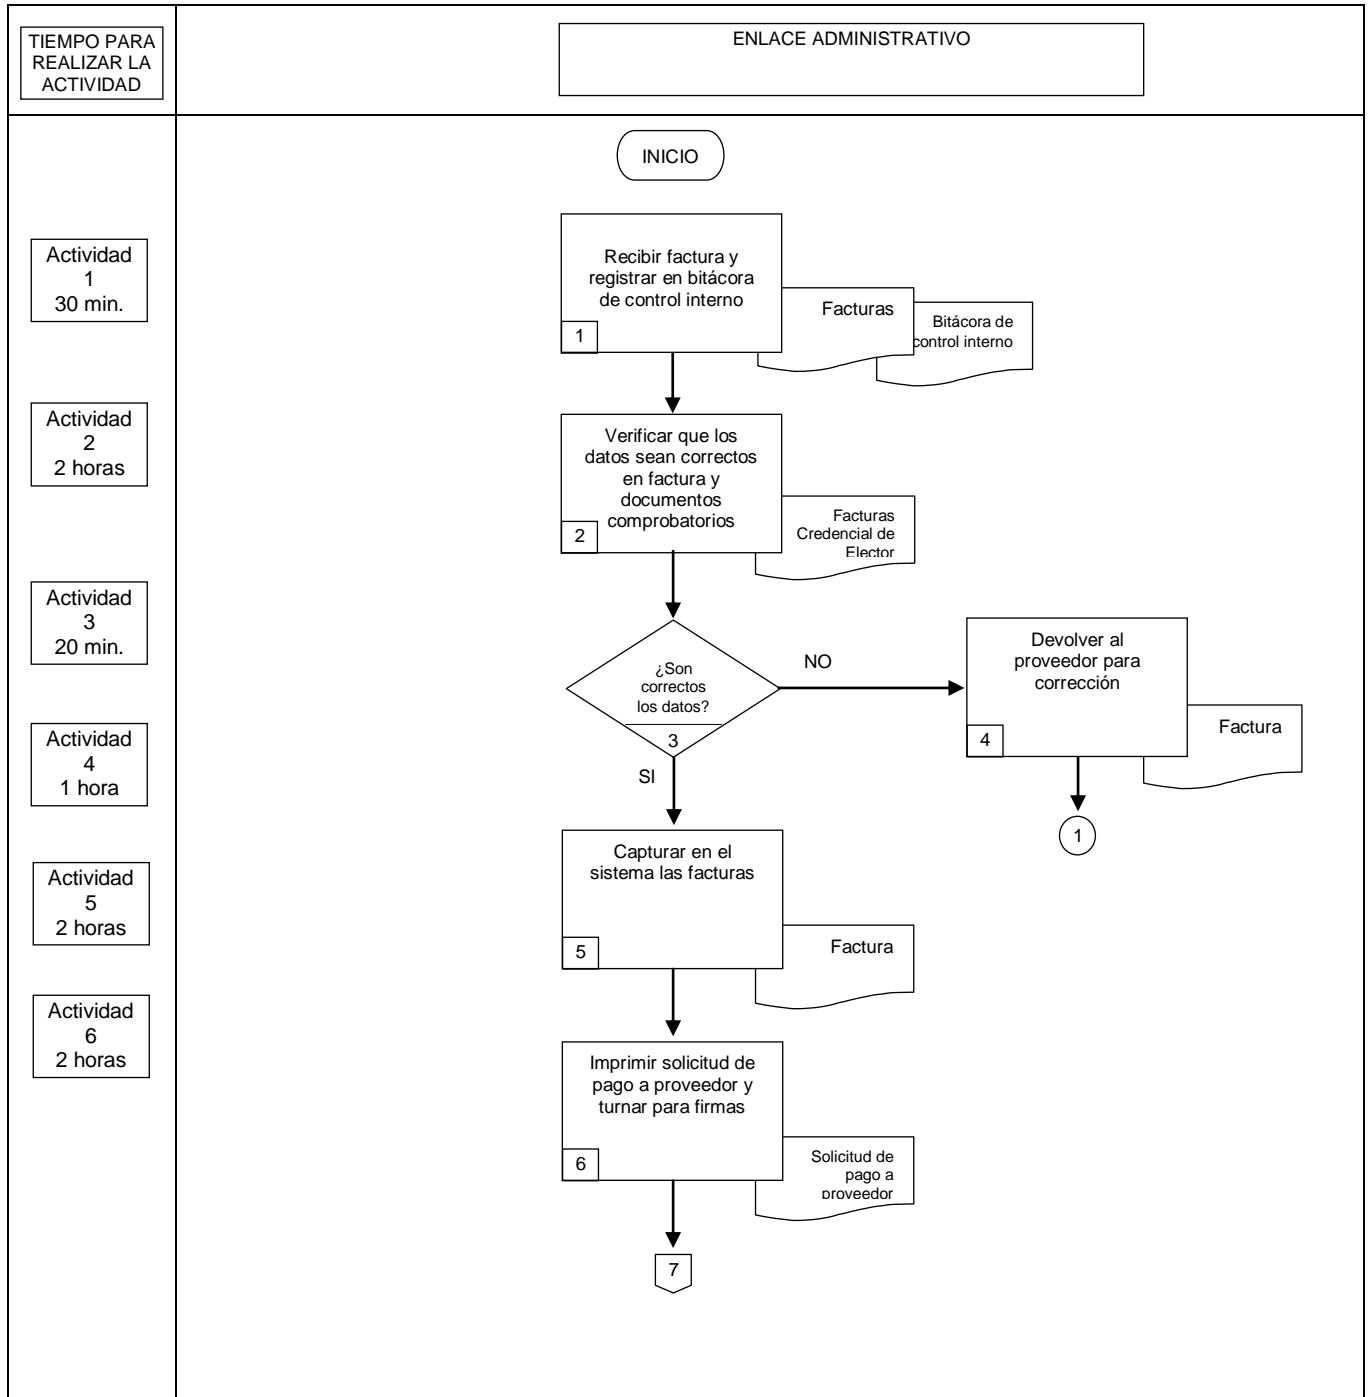 TIEMPO PARA
REALIZAR LA
ACTIVIDAD
ENLACE ADMINISTRATIVO
INICIO
Actividad
1
30 min.
Recibir factura y
registrar en bitácora
de control interno
1
Facturas
Bitácora de
control interno
Actividad
2
2 horas
Verificar que los
datos sean correctos
en factura y
documentos
comprobatorios
2
Facturas
Credencial de
Elector
Actividad
3
20 min.
¿Son
correctos
los datos?
3
NO
SI
Devolver al
proveedor para
corrección
4
Factura
1
Actividad
4
1 hora
Capturar en el
sistema las facturas
5
Factura
Actividad
5
2 horas
Actividad
6
2 horas
Imprimir solicitud de
pago a proveedor y
turnar para firmas
6
Solicitud de
pago a
proveedor
7